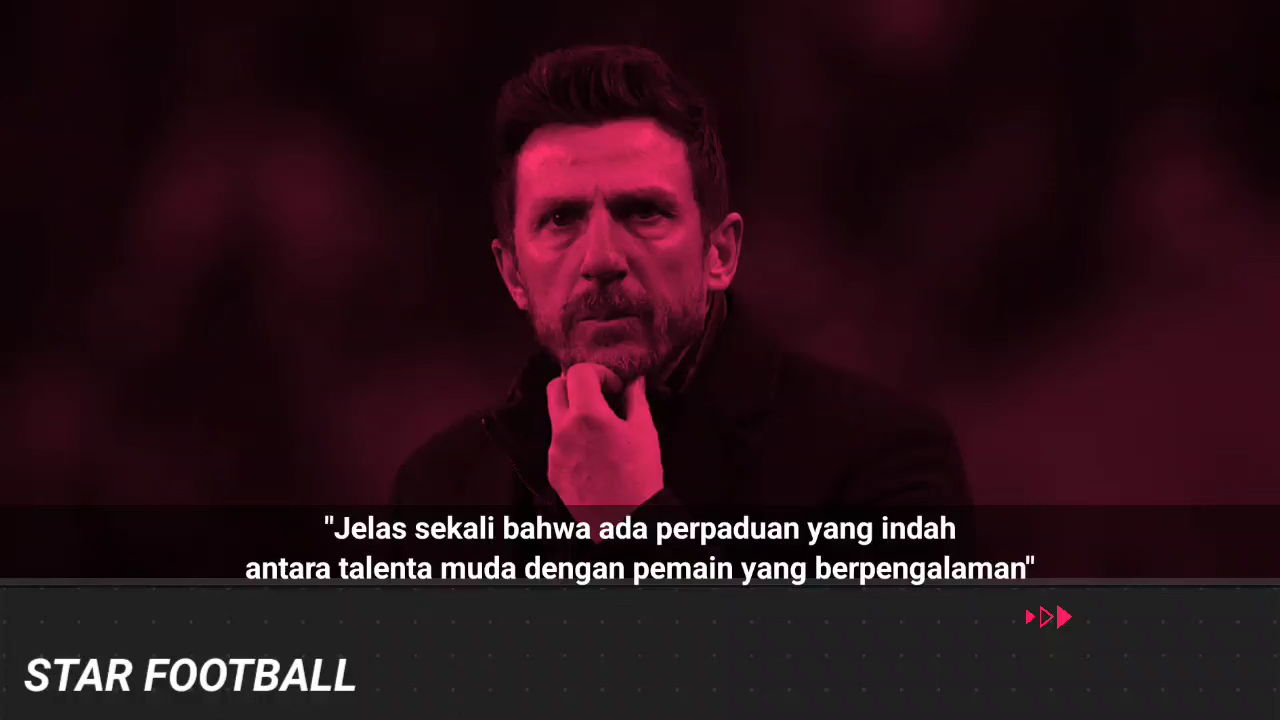 "Jelas sekali bahwa ada perpaduan yang indah
antara talenta muda dengan pemain yang berpengalaman"
STAR FOOTBALL